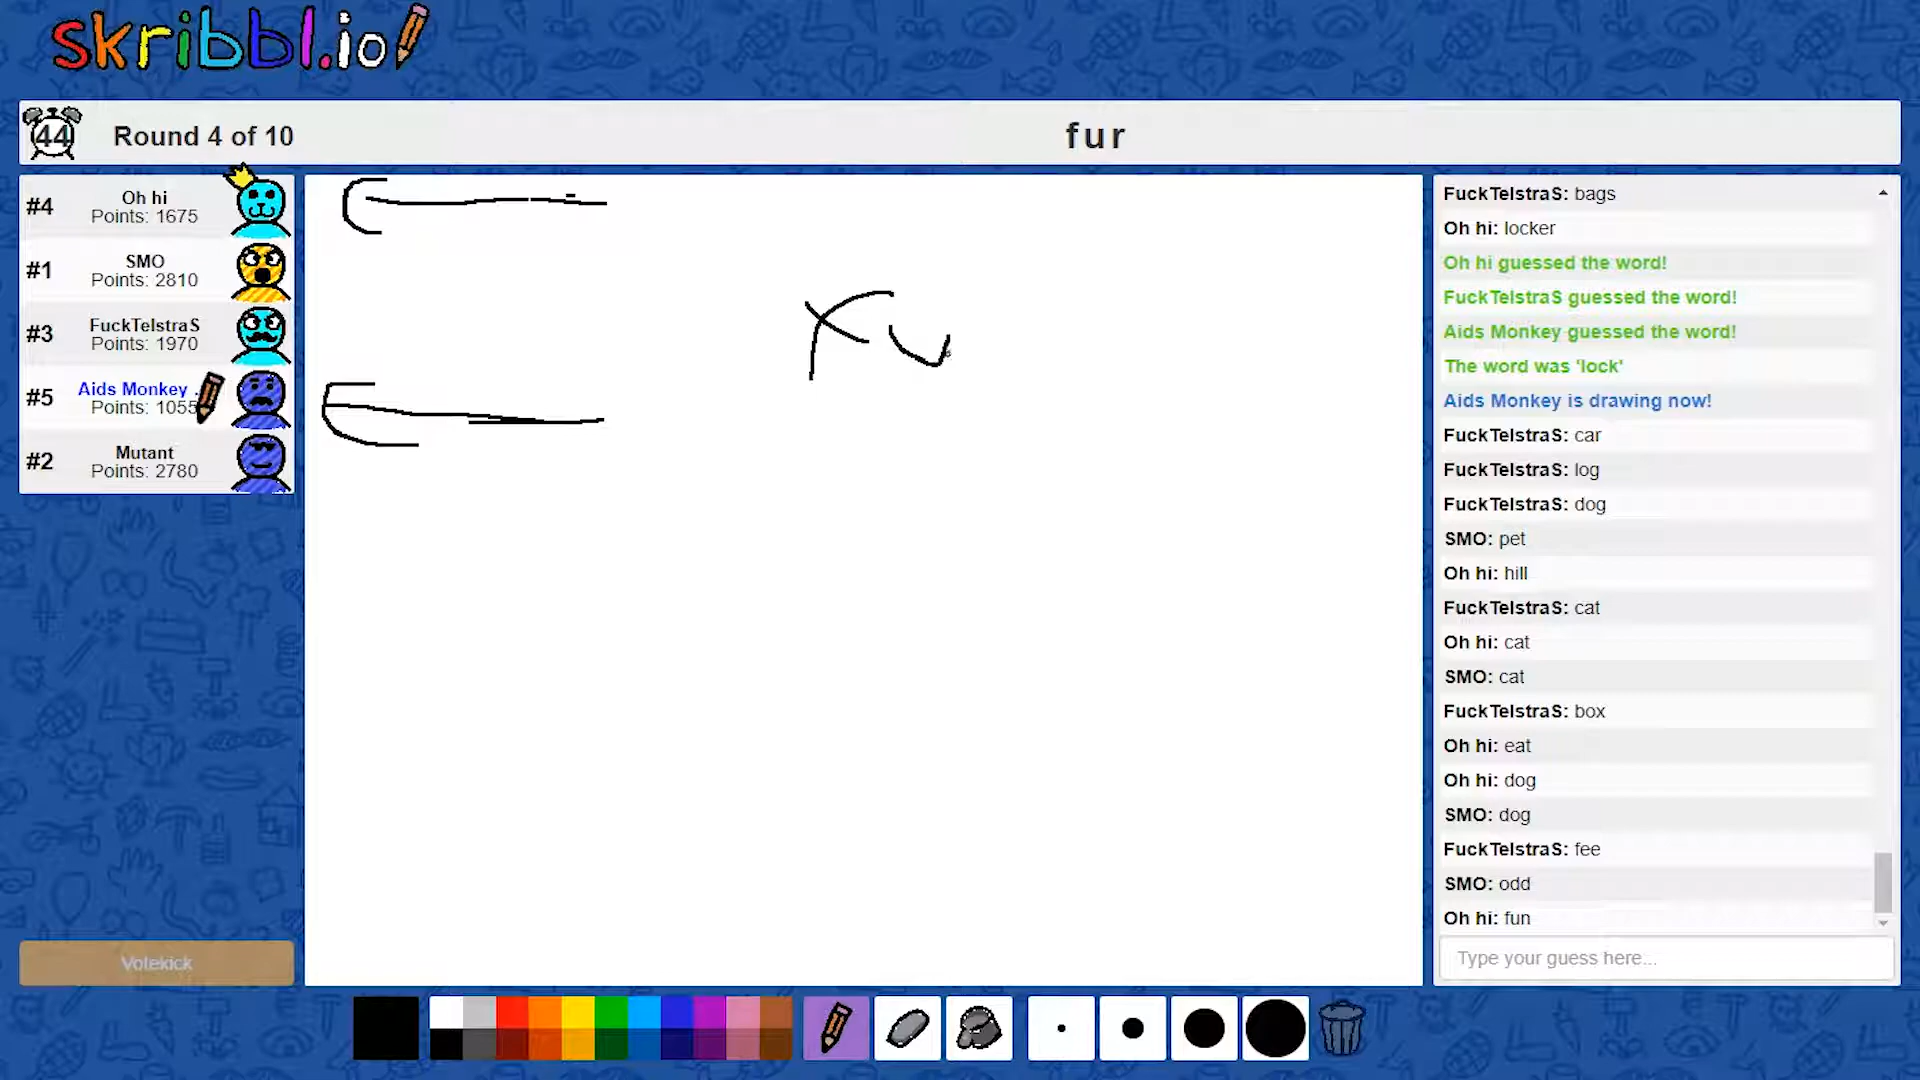 skribbl.io
44
Round 4 of 10
fur
#4
Oh hi
Points: 1675
#1
SMO
Points: 2810
#3
FuckTelstraS
Points: 1970
#5
Aids Monkey
Points: 1055
#2
Mutant
Points: 2780
Votekick
Fu
FuckTelstraS: bags
Oh hi: locker
Oh hi guessed the word!
FuckTelstraS guessed the word!
Aids Monkey guessed the word!
The word was 'lock'
Aids Monkey is drawing now!
FuckTelstraS: car
FuckTelstraS: log
FuckTelstraS: dog
SMO: pet
Oh hi: hill
FuckTelstraS: cat
Oh hi: cat
SMO: cat
FuckTelstraS: box
Oh hi: eat
Oh hi: dog
SMO: dog
FuckTelstraS: fee
SMO: odd
Oh hi: fun
Type your guess here...